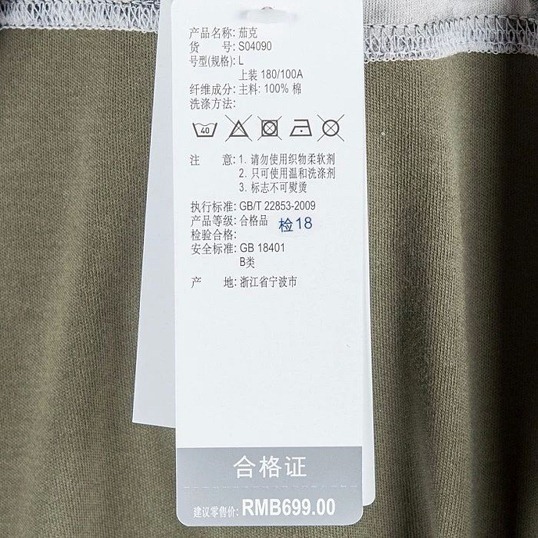 产品名称: 茄克
货 号: S04090
号型(规格): L
上装 180/100A
纤维成分: 主料: 100% 棉
洗涤方法:
40
注 意: 1. 请勿使用织物柔软剂
2. 只可使用温和洗涤剂
3. 标志不可熨烫
执行标准: GB/T 22853-2009
产品等级: 合格品
检验合格: 检18
安全标准: GB 18401
B类
产 地: 浙江省宁波市
合格证
建议零售价: RMB699.00